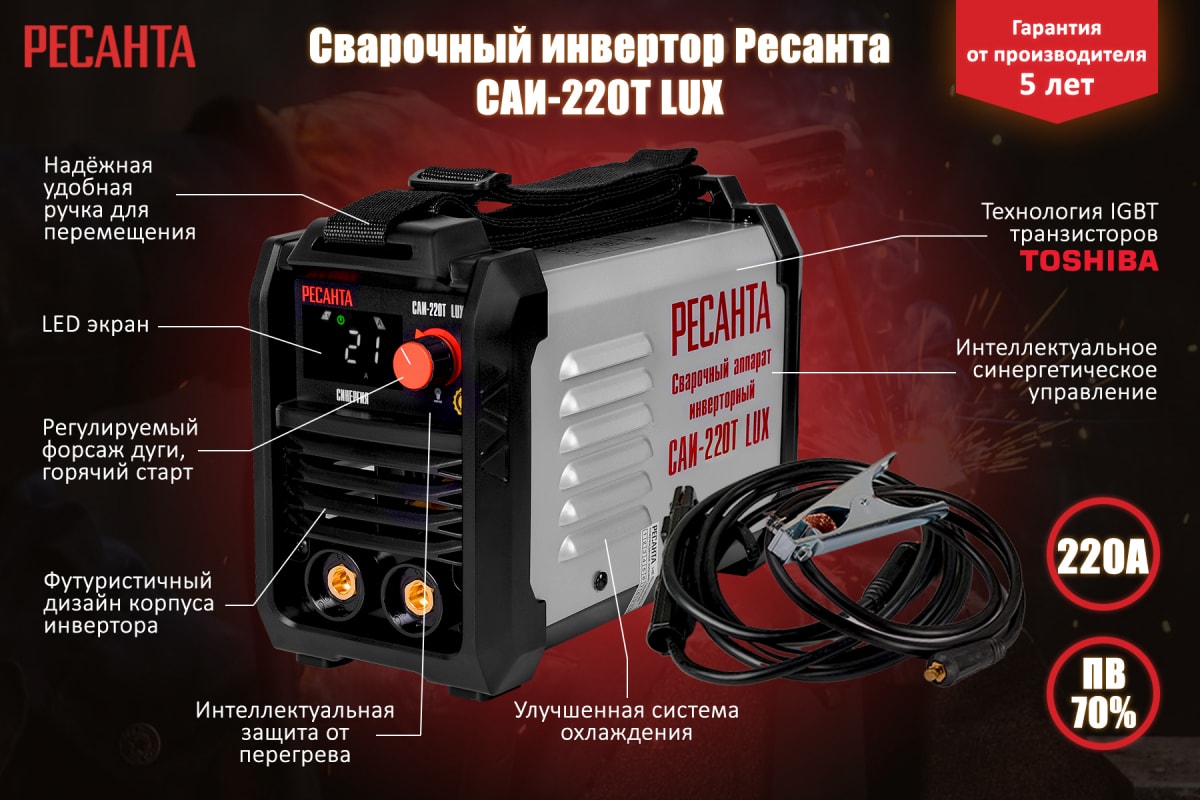 РЕСАНТА
Сварочный инвертор Ресанта
САИ-220Т LUX
Гарантия
от производителя
5 лет
Надёжная
удобная
ручка для
перемещения
LED экран
Регулируемый
форсаж дуги,
горячий старт
Футуристичный
дизайн корпуса
инвертора
Интеллектуальная
защита от
перегрева
Улучшенная система
охлаждения
Технология IGBT
транзисторов
TOSHIBA
Интеллектуальное
синергетическое
управление
220А
ПВ
70%
РЕСАНТА
САИ-220Т LUX
21
А
СИНЕРГИЯ
РЕСАНТА
Сварочный аппарат
инверторный
САИ-220Т LUX
РЕСАНТА